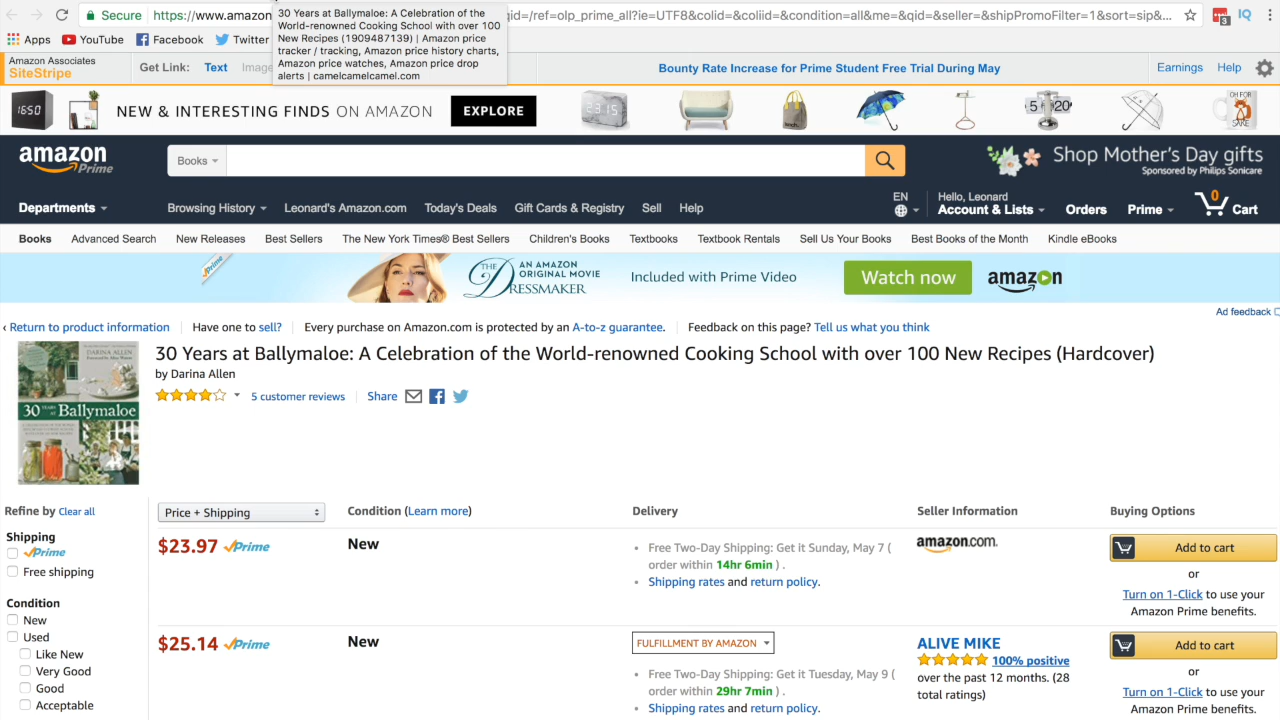 Secure
https://www.amazon
qid=/ref=olp_prime_all?ie=UTF8&colid=&coliid=&condition=all&me=&qid=&seller=&shipPromoFilter=1&sort=sip&...
3
IQ
30 Years at Ballymaloe: A Celebration of the
World-renowned Cooking School with over 100
New Recipes (1909487139) | Amazon price
tracker / tracking, Amazon price history charts,
Amazon price watches, Amazon price drop
alerts | camelcamelcamel.com
Apps
YouTube
Facebook
Twitter
Amazon Associates
SiteStripe
Get Link:
Text
Image
Bounty Rate Increase for Prime Student Free Trial During May
Earnings
Help
1650
NEW & INTERESTING FINDS ON AMAZON
EXPLORE
23:15
lunch.
5 020
OH FOR
SAKE
amazon
Prime
Books
Shop Mother's Day gifts
Sponsored by Philips Sonicare
Departments
Browsing History
Leonard's Amazon.com
Today's Deals
Gift Cards & Registry
Sell
Help
EN
Hello, Leonard
Account & Lists
Orders
Prime
0
Cart
Books
Advanced Search
New Releases
Best Sellers
The New York Times® Best Sellers
Children's Books
Textbooks
Textbook Rentals
Sell Us Your Books
Best Books of the Month
Kindle eBooks
Prime
THE DRESSMAKER
AN AMAZON
ORIGINAL MOVIE
Included with Prime Video
Watch now
amazon
Ad feedback
‹ Return to product information
Have one to sell?
Every purchase on Amazon.com is protected by an A-to-z guarantee.
Feedback on this page? Tell us what you think
DARINA ALLEN
30 YEARS at Ballymaloe
30 Years at Ballymaloe: A Celebration of the World-renowned Cooking School with over 100 New Recipes (Hardcover)
by Darina Allen
5 customer reviews
Share
Refine by Clear all
Shipping
Prime
Free shipping
Condition
New
Used
Like New
Very Good
Good
Acceptable
Price + Shipping
Condition (Learn more)
Delivery
Seller Information
Buying Options
$23.97 Prime
New
Free Two-Day Shipping: Get it Sunday, May 7 (
order within 14hr 6min ) .
Shipping rates and return policy.
amazon.com.
Add to cart
or
Turn on 1-Click to use your
Amazon Prime benefits.
$25.14 Prime
New
FULFILLMENT BY AMAZON
Free Two-Day Shipping: Get it Tuesday, May 9 (
order within 29hr 7min ) .
Shipping rates and return policy.
ALIVE MIKE
100% positive
over the past 12 months. (28
total ratings)
Add to cart
or
Turn on 1-Click to use your
Amazon Prime benefits.